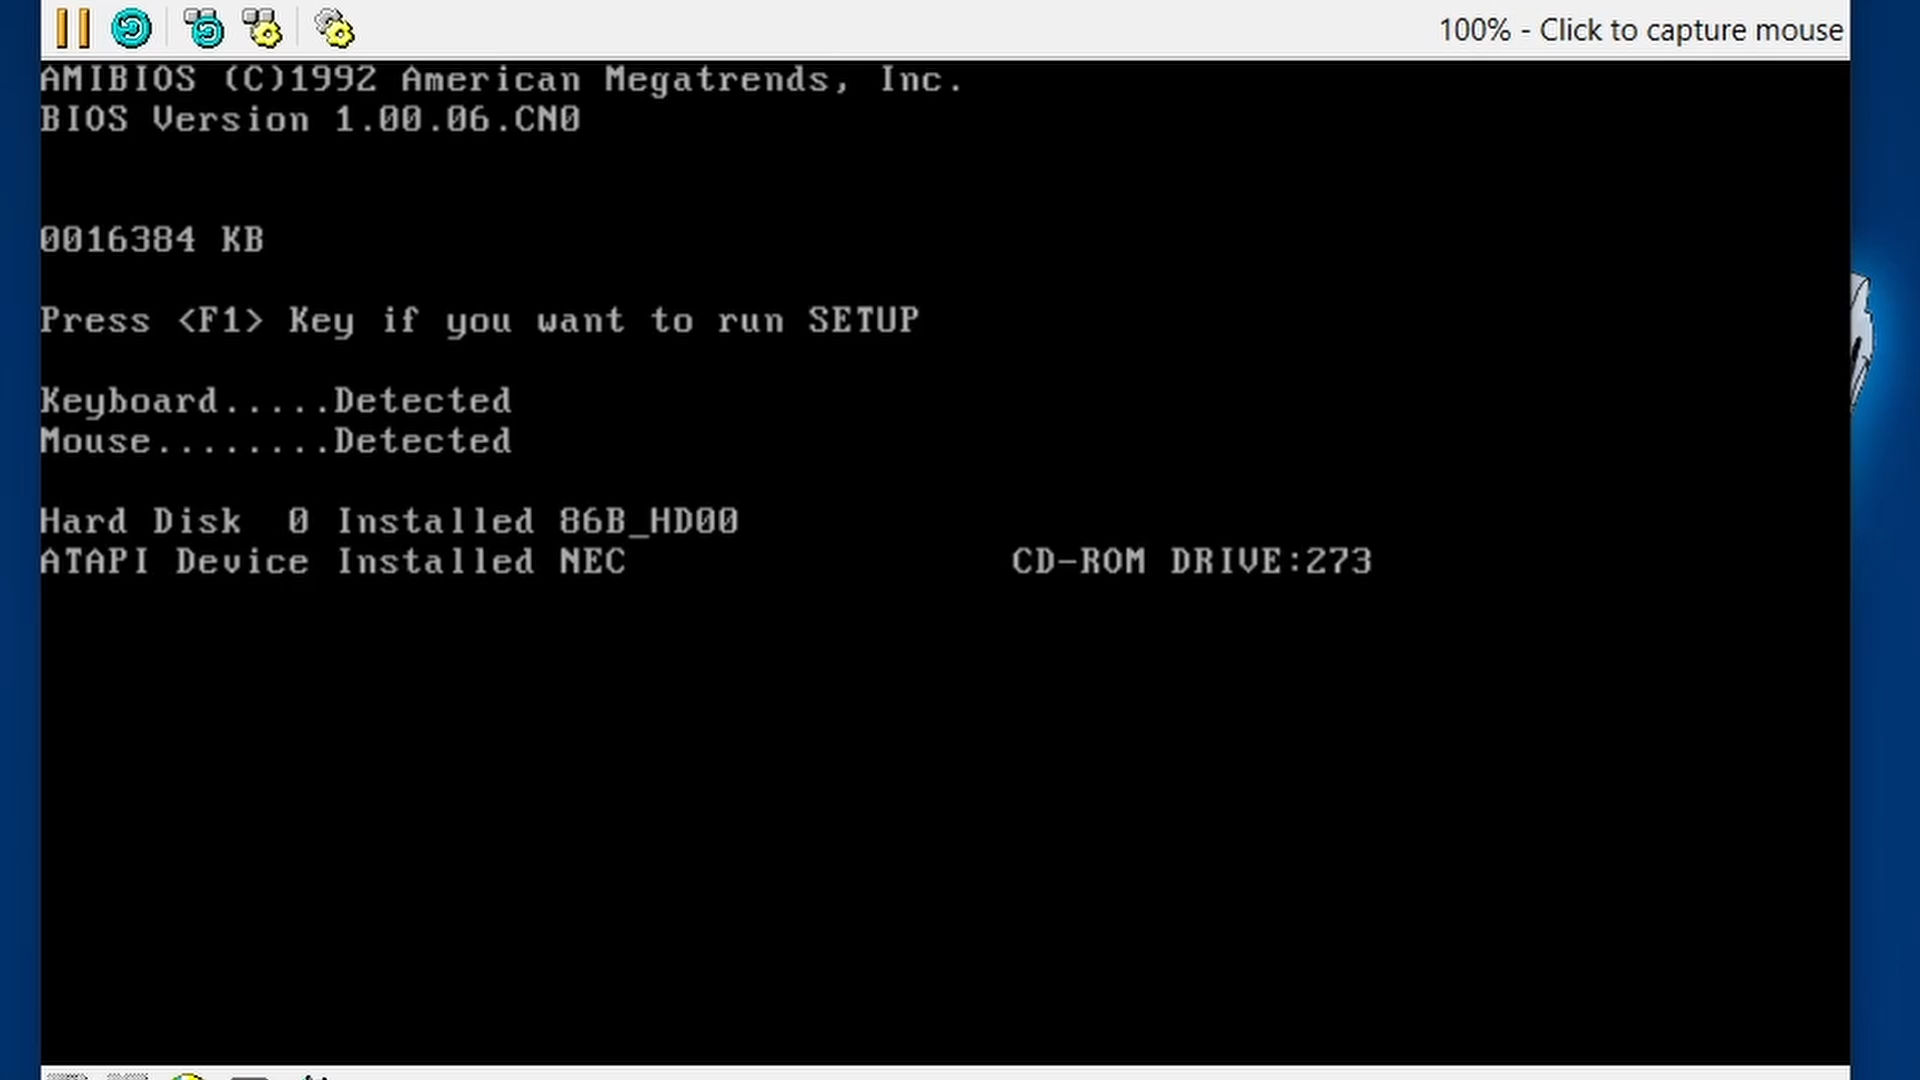 100% - Click to capture mouse
AMIBIOS (C)1992 American Megatrends, Inc.
BIOS Version 1.00.06.CN0
0016384 KB
Press <F1> Key if you want to run SETUP
Keyboard.....Detected
Mouse........Detected
Hard Disk  0 Installed 86B_HD00
ATAPI Device Installed NEC                 CD-ROM DRIVE:273